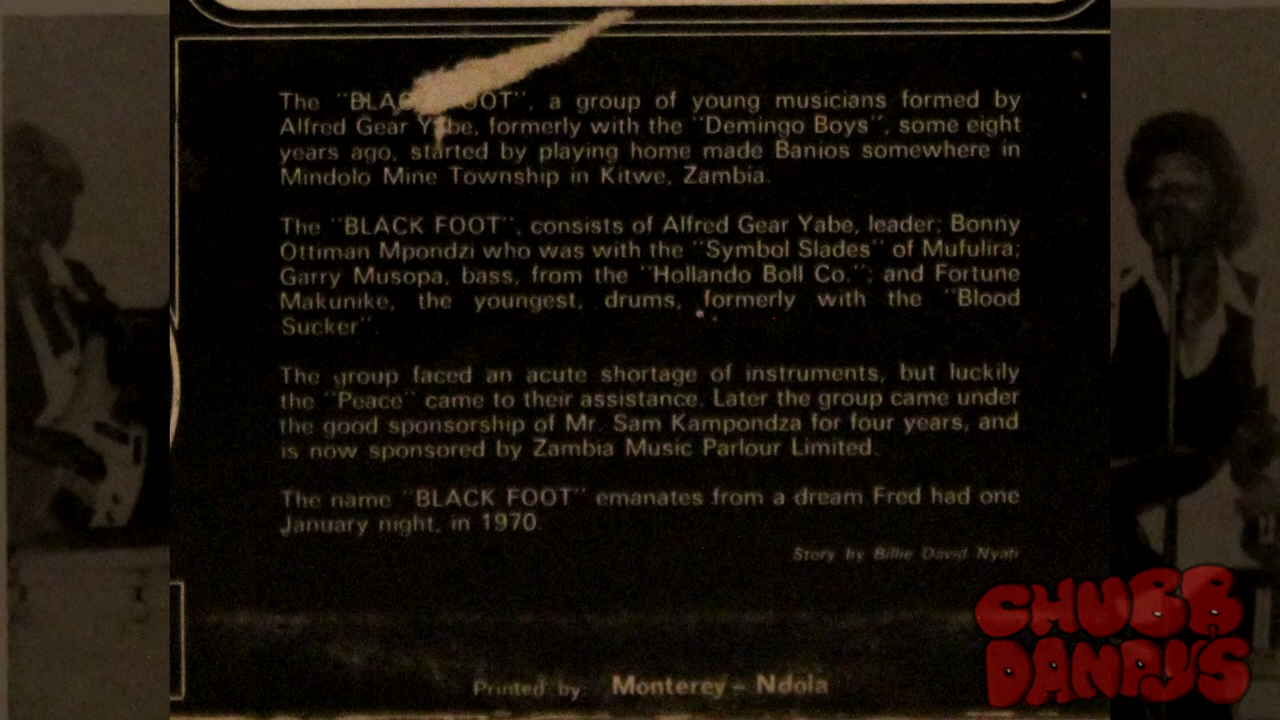 The "BLA OOT", a group of young musicians formed by
Alfred Gear Yabe, formerly with the "Demingo Boys", some eight
years ago, started by playing home made Banios somewhere in
Mindolo Mine Township in Kitwe, Zambia.
The "BLACK FOOT", consists of Alfred Gear Yabe, leader; Bonny
Ottiman Mpondzi who was with the "Symbol Slades" of Mufulira;
Garry Musopa, bass, from the "Hollando Boll Co."; and Fortune
Makunike, the youngest, drums, formerly with the "Blood
Sucker".
The group faced an acute shortage of instruments, but luckily
the "Peace" came to their assistance. Later the group came under
the good sponsorship of Mr. Sam Kampondza for four years, and
is now sponsored by Zambia Music Parlour Limited.
The name "BLACK FOOT" emanates from a dream Fred had one
January night, in 1970.
Story by Billie David Nyati
Printed by Monterey – Ndola
CHUBB
DANDYS